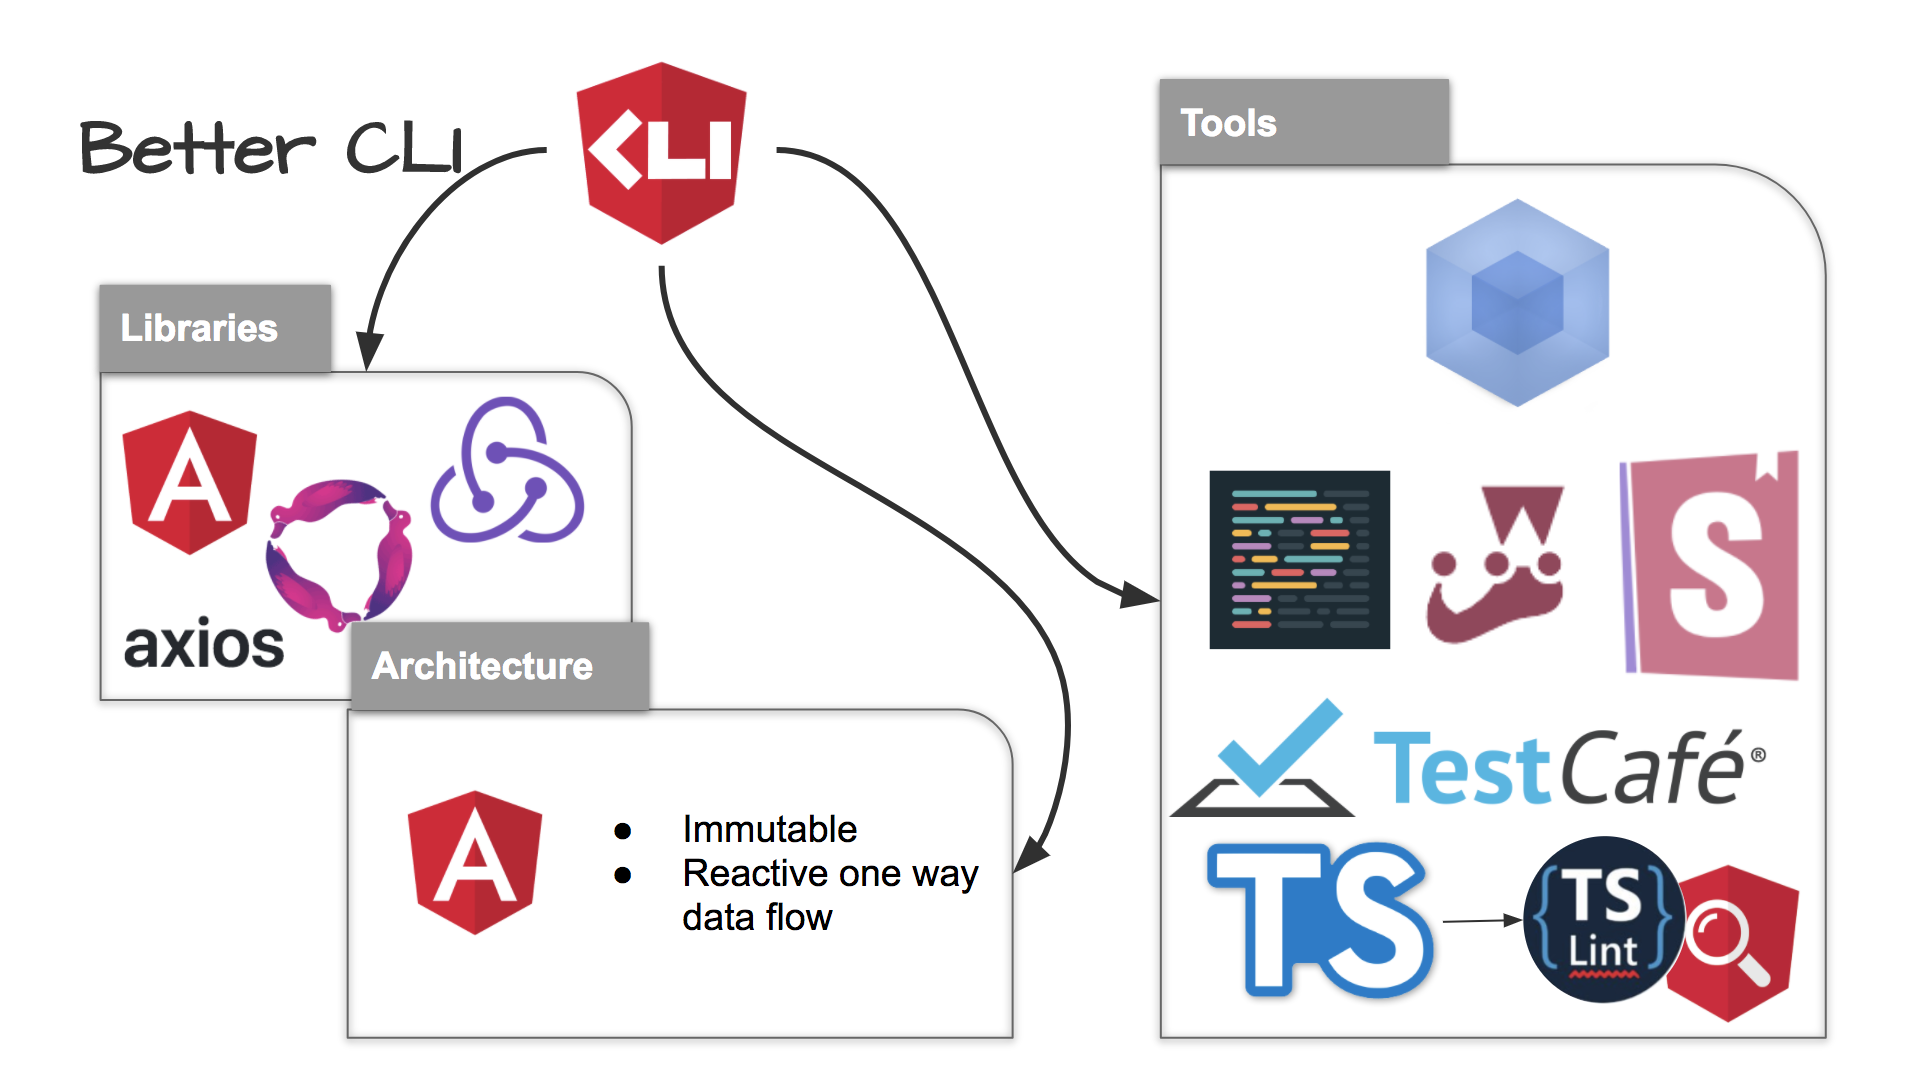 Better CLI
CLI
Libraries
A
axios
Architecture
A
● Immutable
● Reactive one way
data flow
Tools
S
TestCafé®
TS
{TS}
Lint